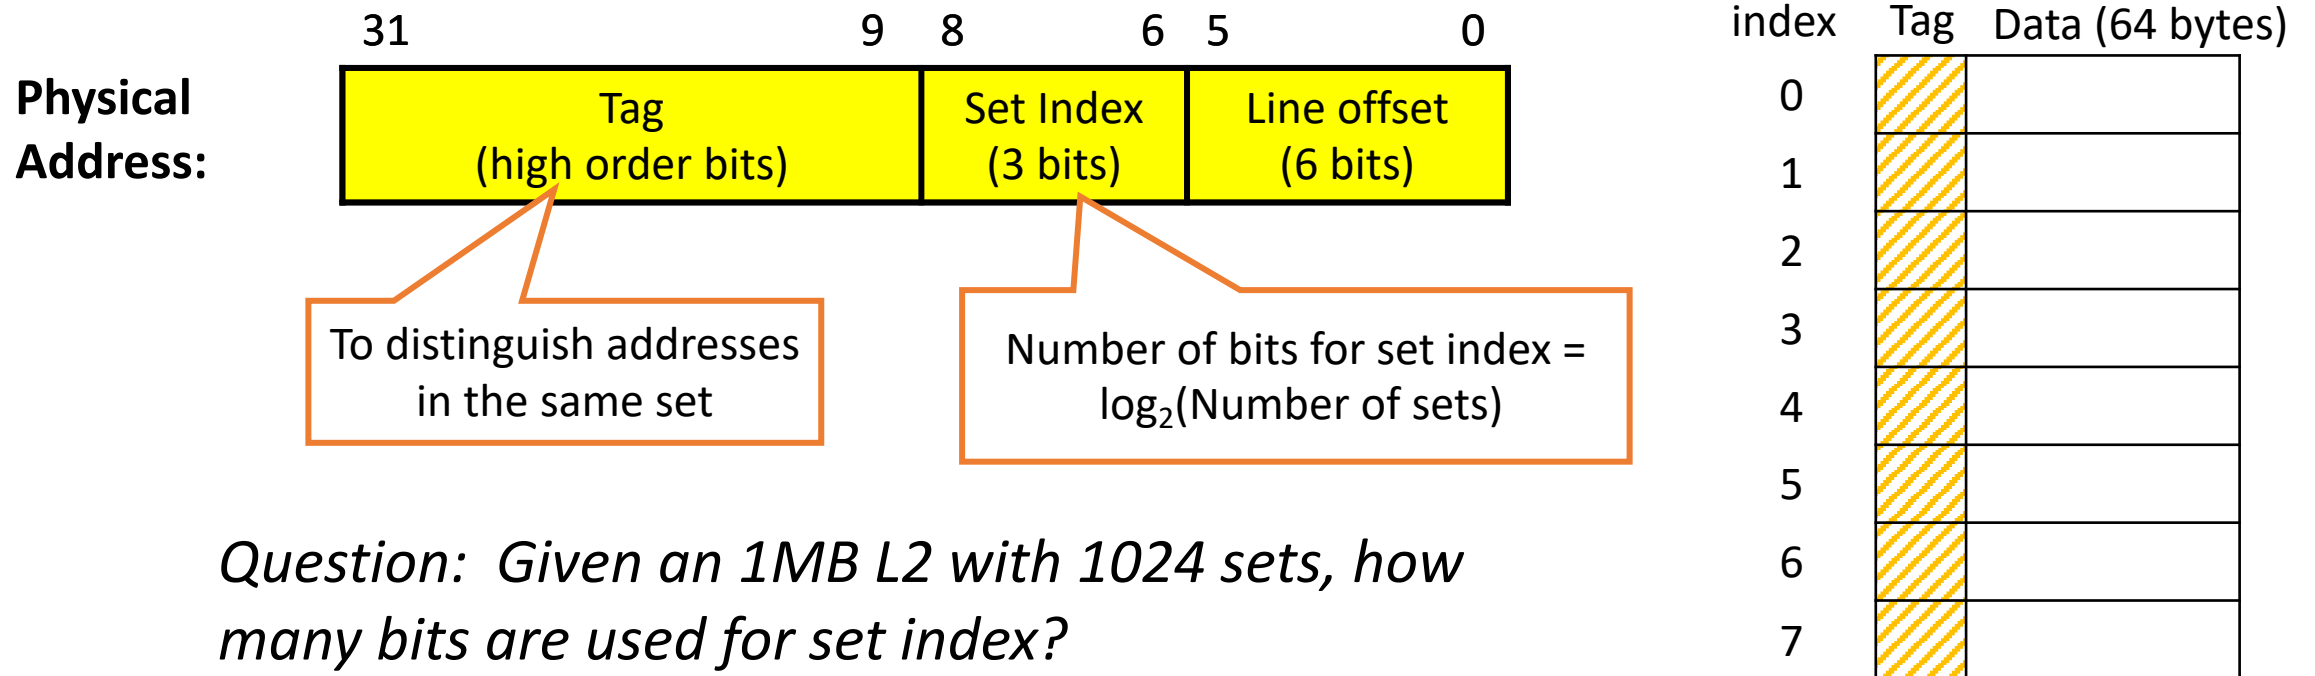 31 9 8 6 5 0
Physical
Address:
Tag
(high order bits)
Set Index
(3 bits)
Line offset
(6 bits)
To distinguish addresses
in the same set
Number of bits for set index =
log₂(Number of sets)
Question: Given an 1MB L2 with 1024 sets, how
many bits are used for set index?
index Tag Data (64 bytes)
0
1
2
3
4
5
6
7